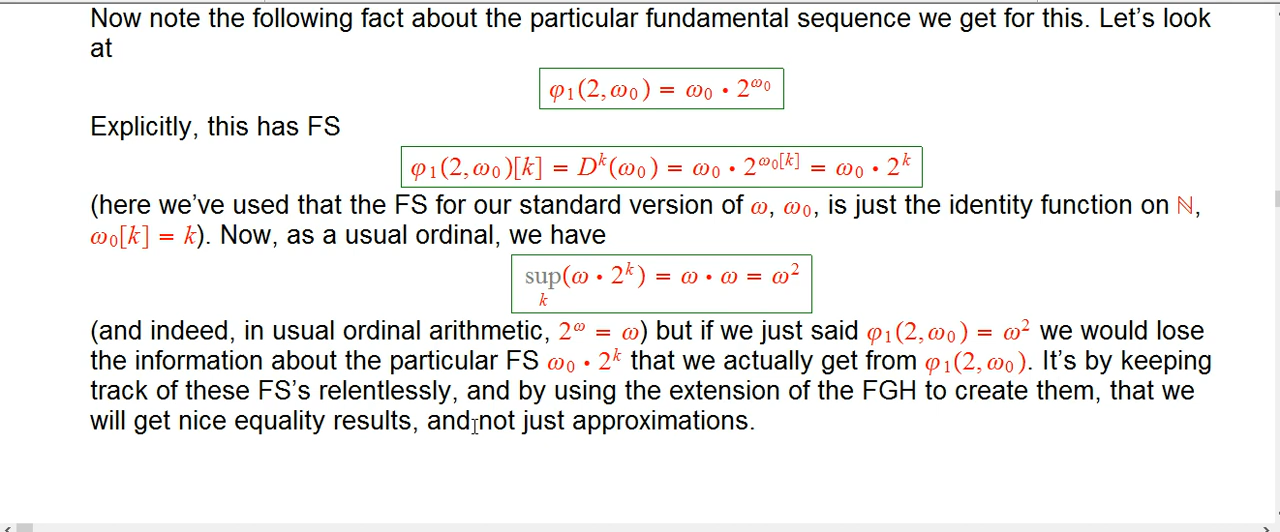 Now note the following fact about the particular fundamental sequence we get for this. Let’s look
at
φ₁(2, ω₀) = ω₀ · 2^ω₀
Explicitly, this has FS
φ₁(2, ω₀)[k] = Dᵏ(ω₀) = ω₀ · 2^ω₀[k] = ω₀ · 2ᵏ
(here we’ve used that the FS for our standard version of ω, ω₀, is just the identity function on ℕ,
ω₀[k] = k). Now, as a usual ordinal, we have
sup(ω · 2ᵏ) = ω · ω = ω²
k
(and indeed, in usual ordinal arithmetic, 2^ω = ω) but if we just said φ₁(2, ω₀) = ω² we would lose
the information about the particular FS ω₀ · 2ᵏ that we actually get from φ₁(2, ω₀). It’s by keeping
track of these FS’s relentlessly, and by using the extension of the FGH to create them, that we
will get nice equality results, and not just approximations.